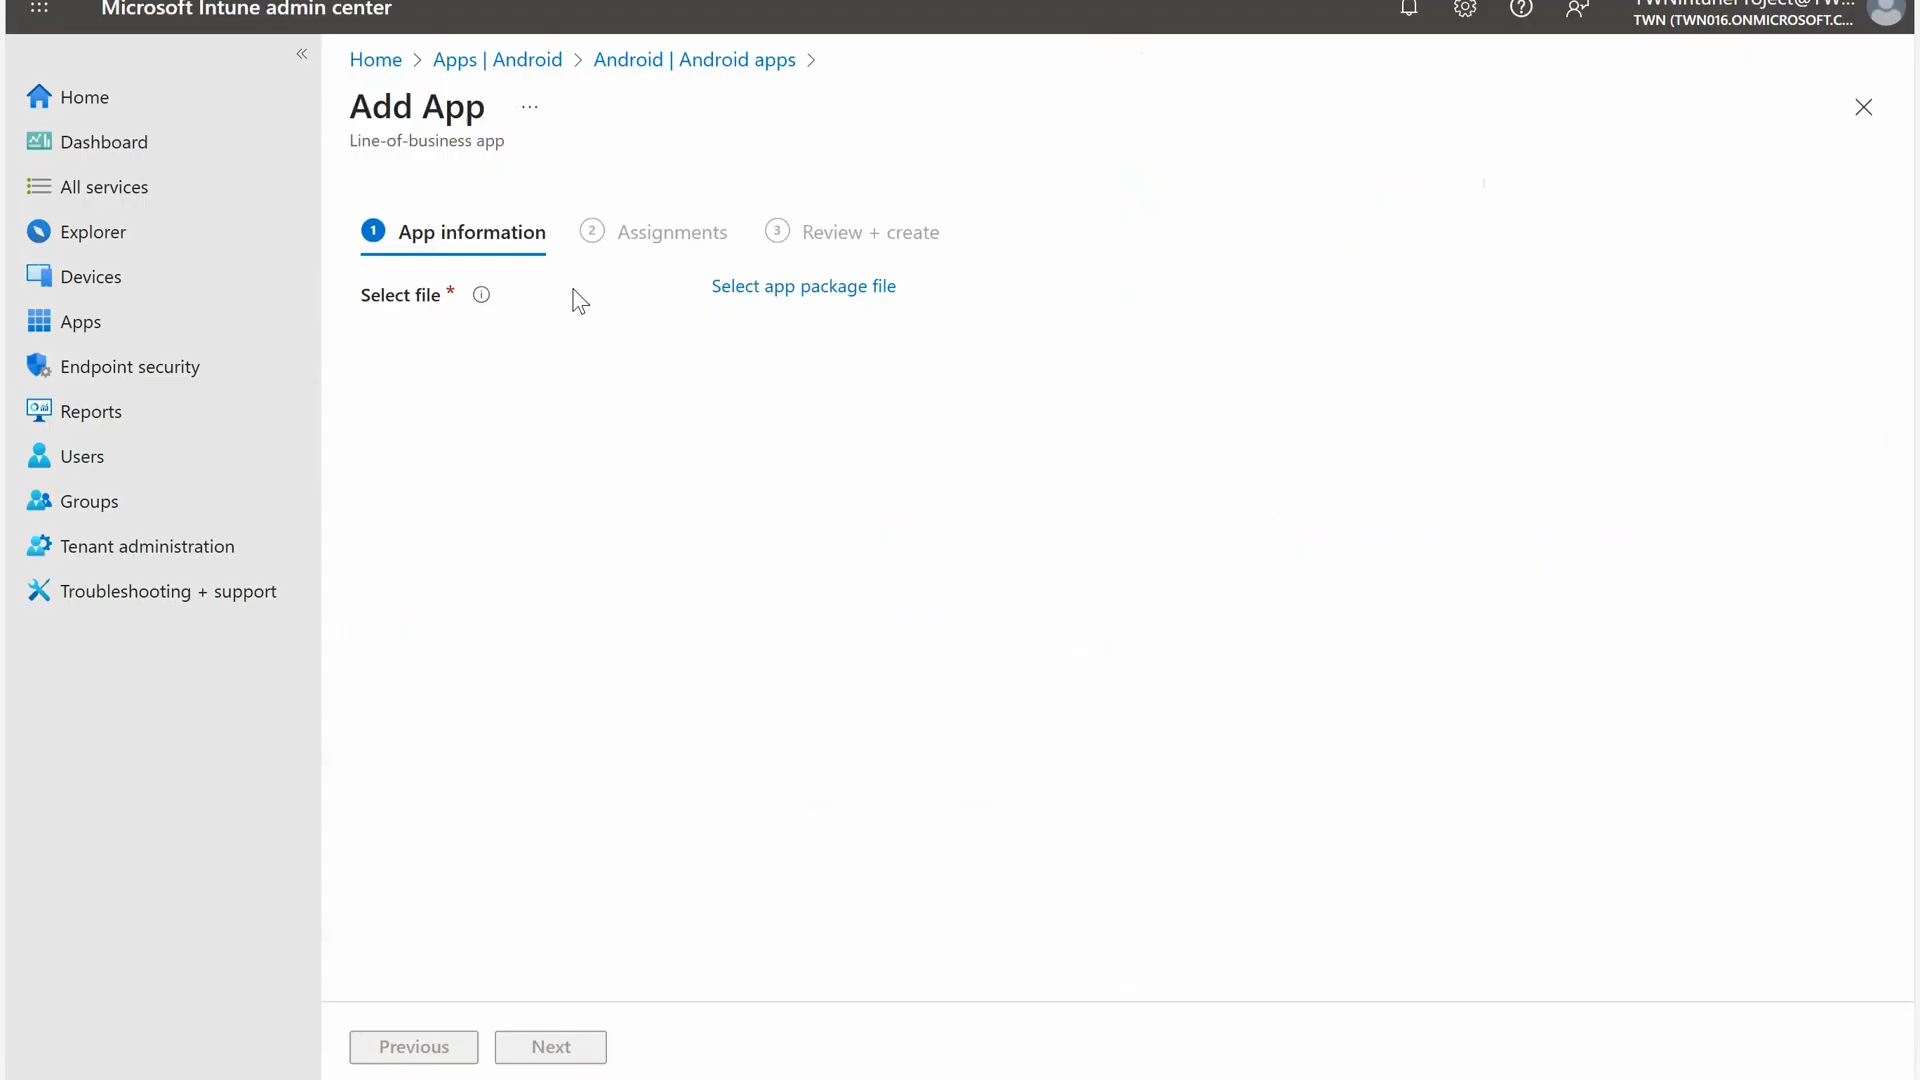 Microsoft Intune admin center
TWN (TWN016.ONMICROSOFT.C...
Home
Dashboard
All services
Explorer
Devices
Apps
Endpoint security
Reports
Users
Groups
Tenant administration
Troubleshooting + support
Home > Apps | Android > Android | Android apps >
Add App ...
Line-of-business app
1 App information 2 Assignments 3 Review + create
Select file * Select app package file
Previous Next